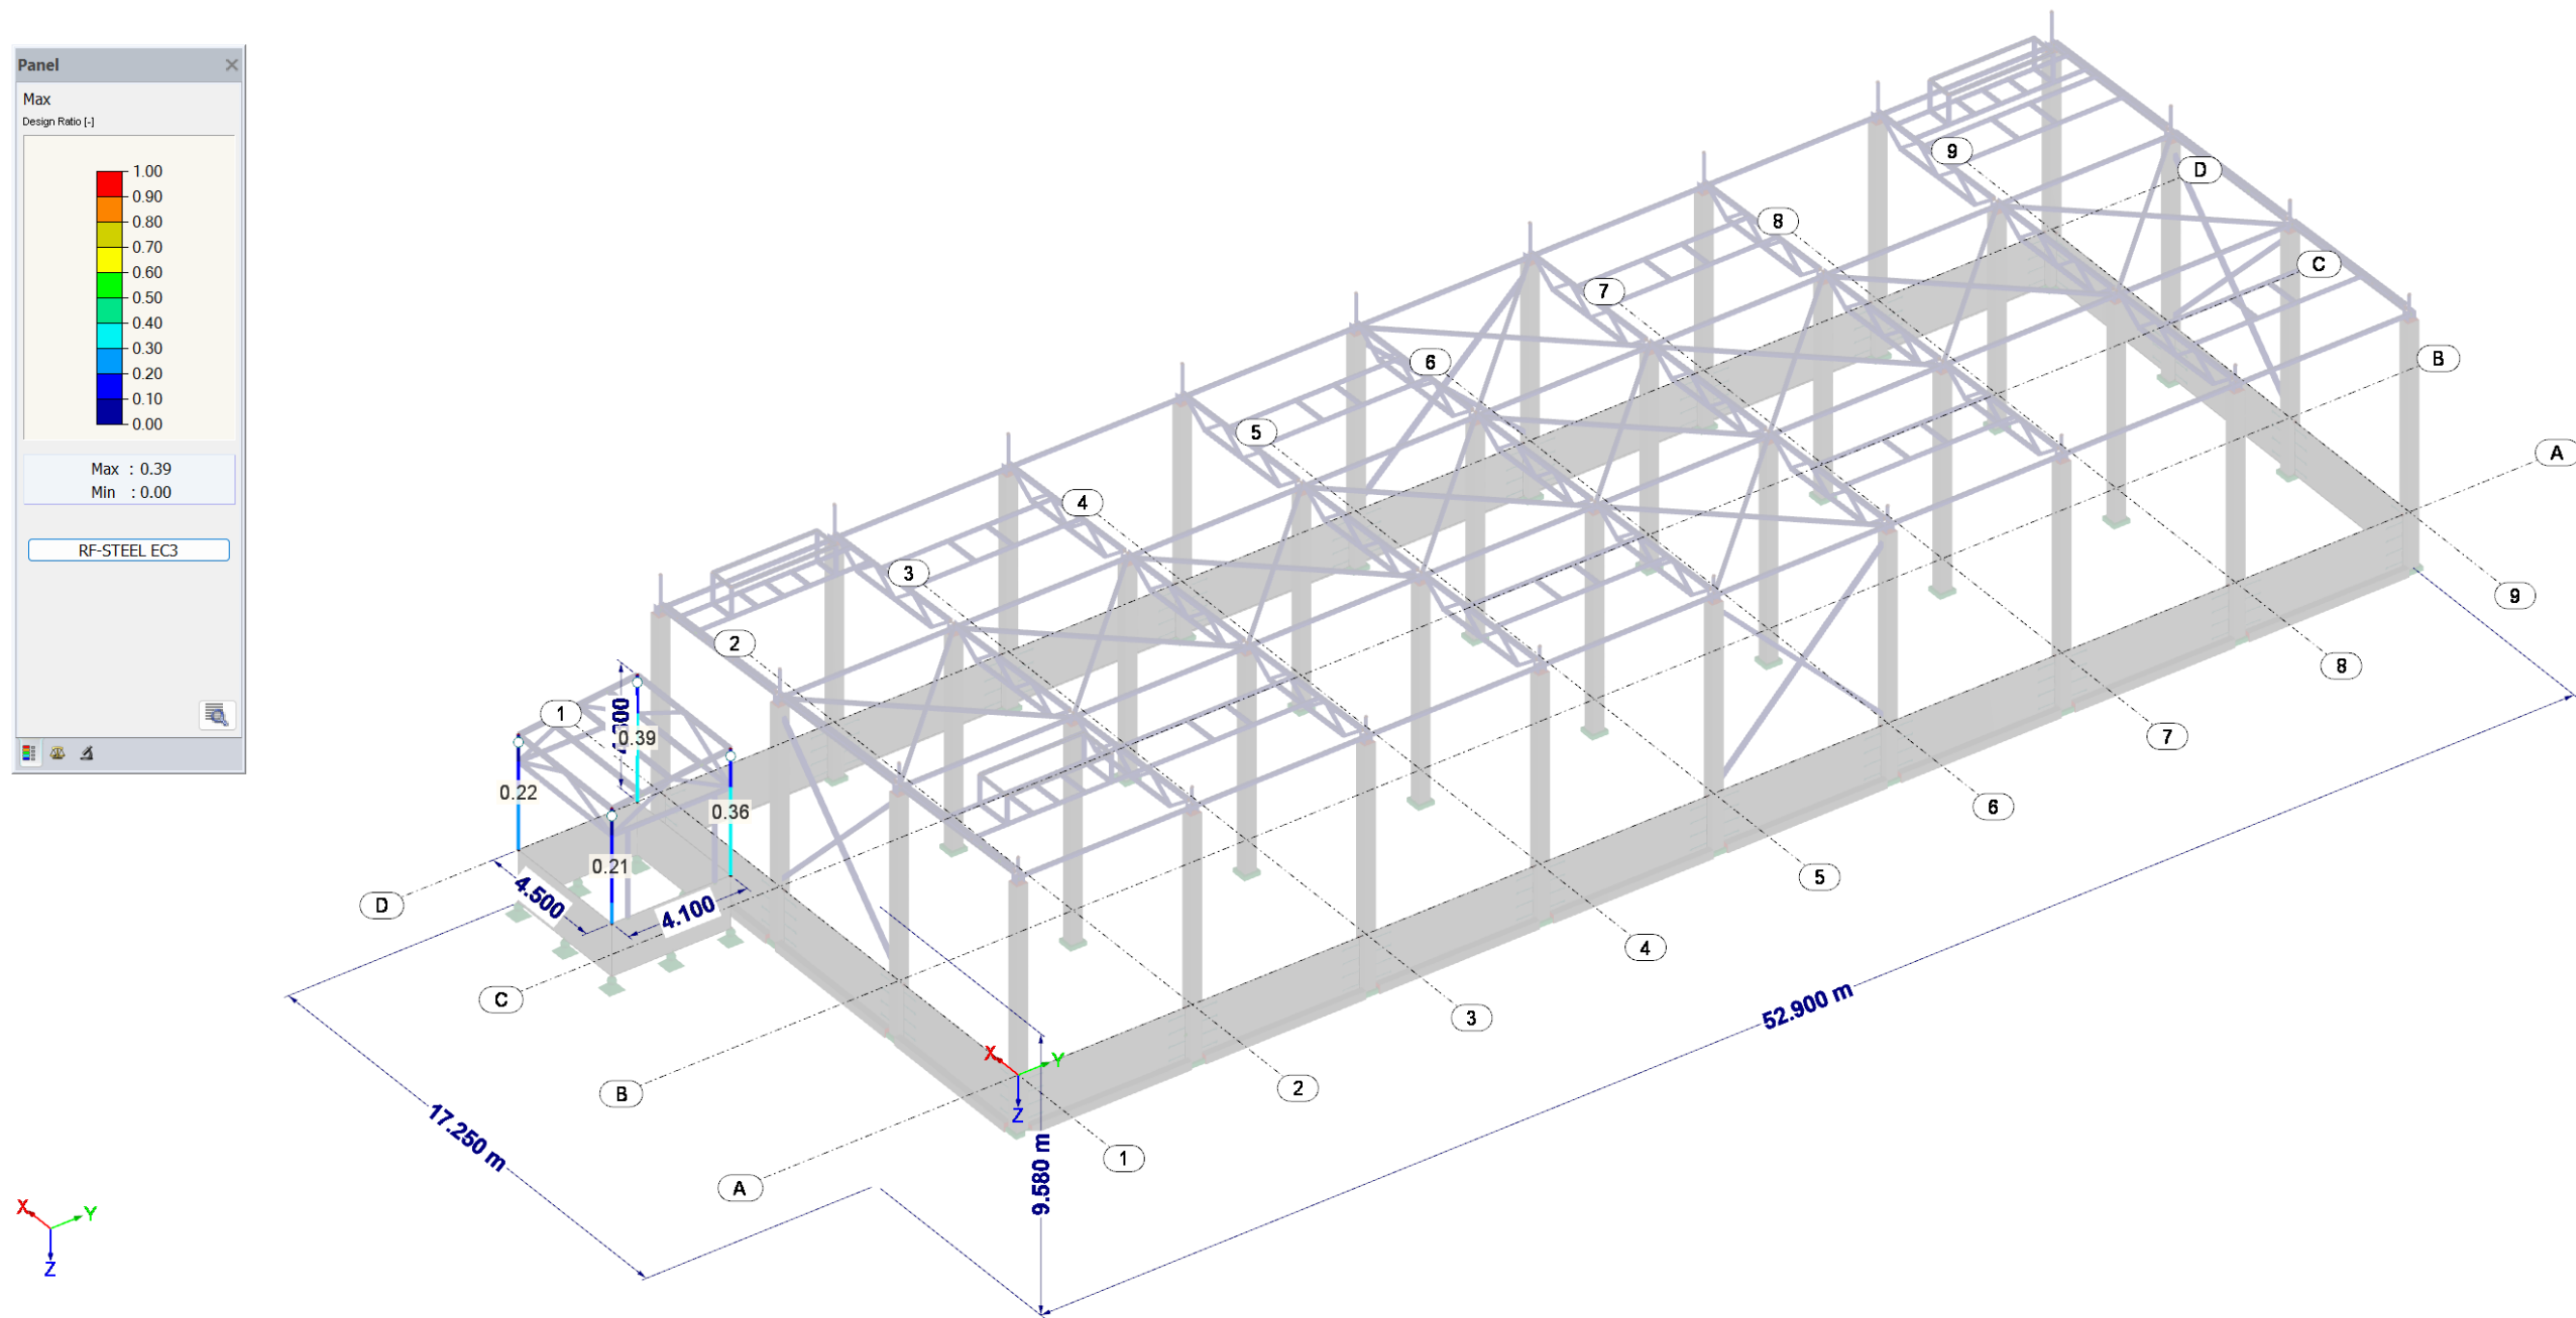 Panel
Max
Design Ratio [-]
1.00
0.90
0.80
0.70
0.60
0.50
0.40
0.30
0.20
0.10
0.00
Max : 0.39
Min : 0.00
RF-STEEL EC3
9
D
8
C
7
B
6
A
5
4
3
9
2
8
1
0.39
7
0.22
0.36
6
0.21
5
D
4.500
4.100
4
C
3
52.900 m
B
2
X
Y
Z
1
17.250 m
9.580 m
A
X
Y
Z